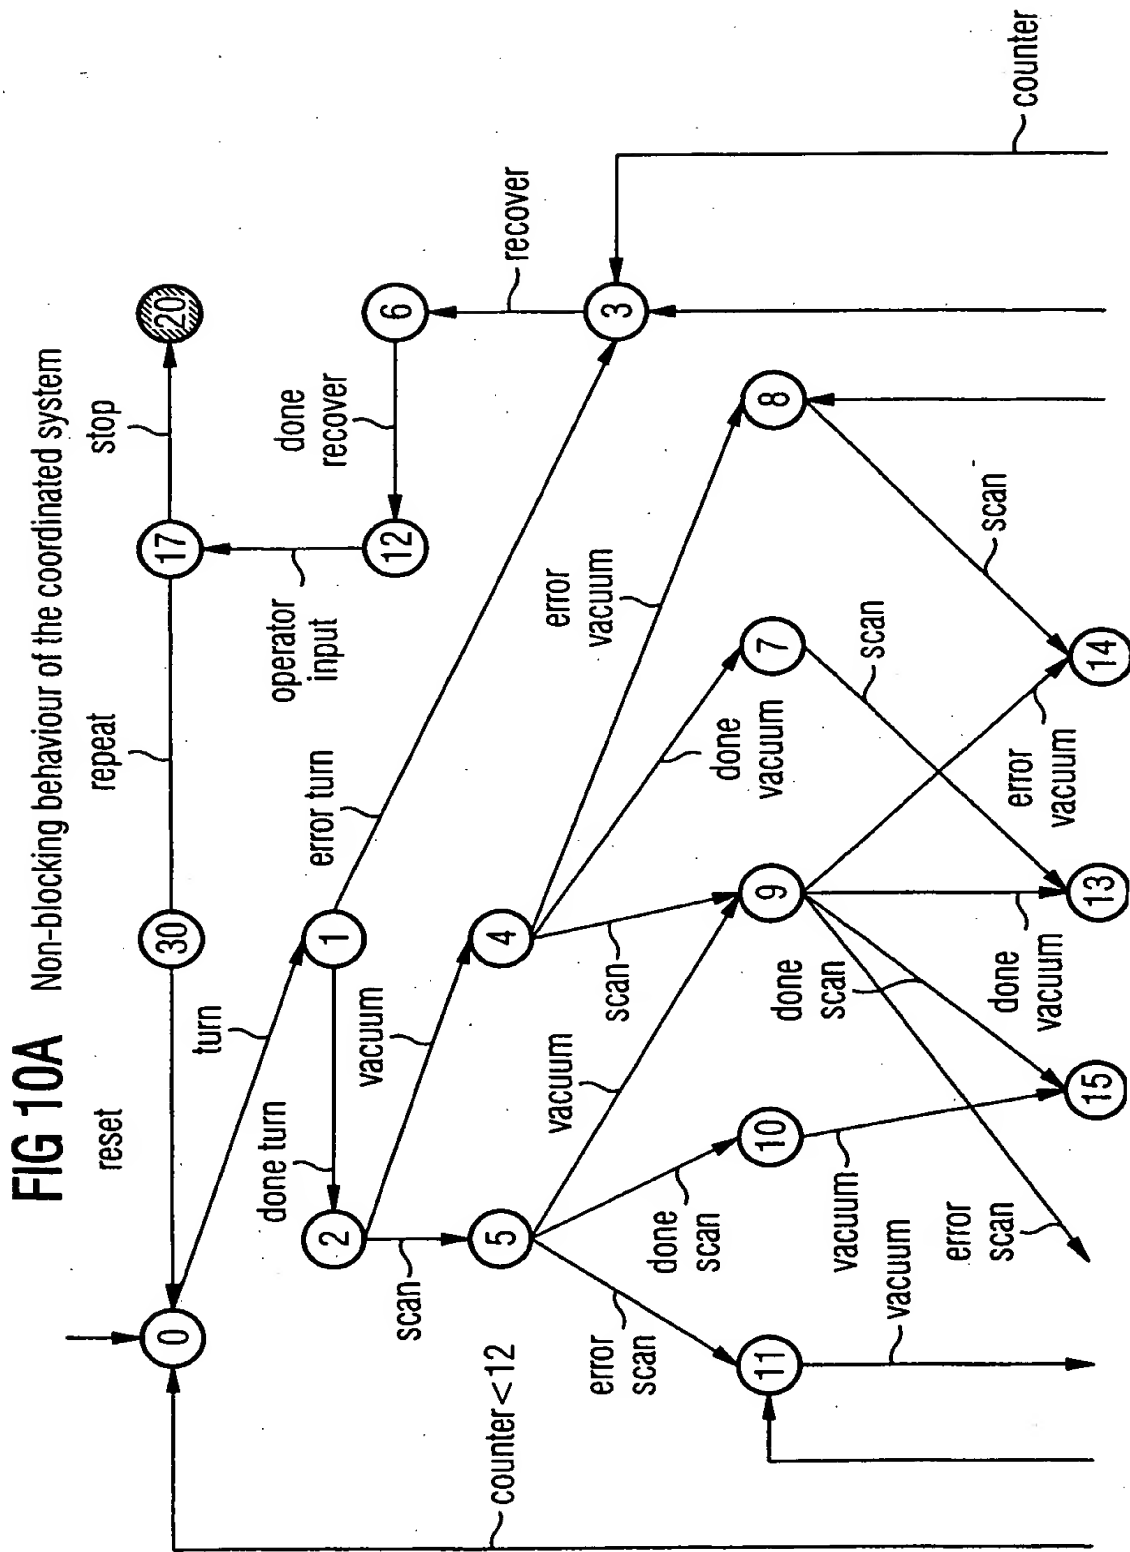 FIG 10A Non-blocking behaviour of the coordinated system
reset
repeat
stop
0
30
17
20
turn
operator
input
done
recover
12
6
recover
error turn
done turn
1
2
vacuum
scan
3
counter
counter<12
4
5
error
vacuum
done
vacuum
scan
vacuum
done
scan
error
scan
11
10
9
7
8
scan
scan
vacuum
vacuum
error
scan
done
scan
done
vacuum
error
vacuum
15
13
14